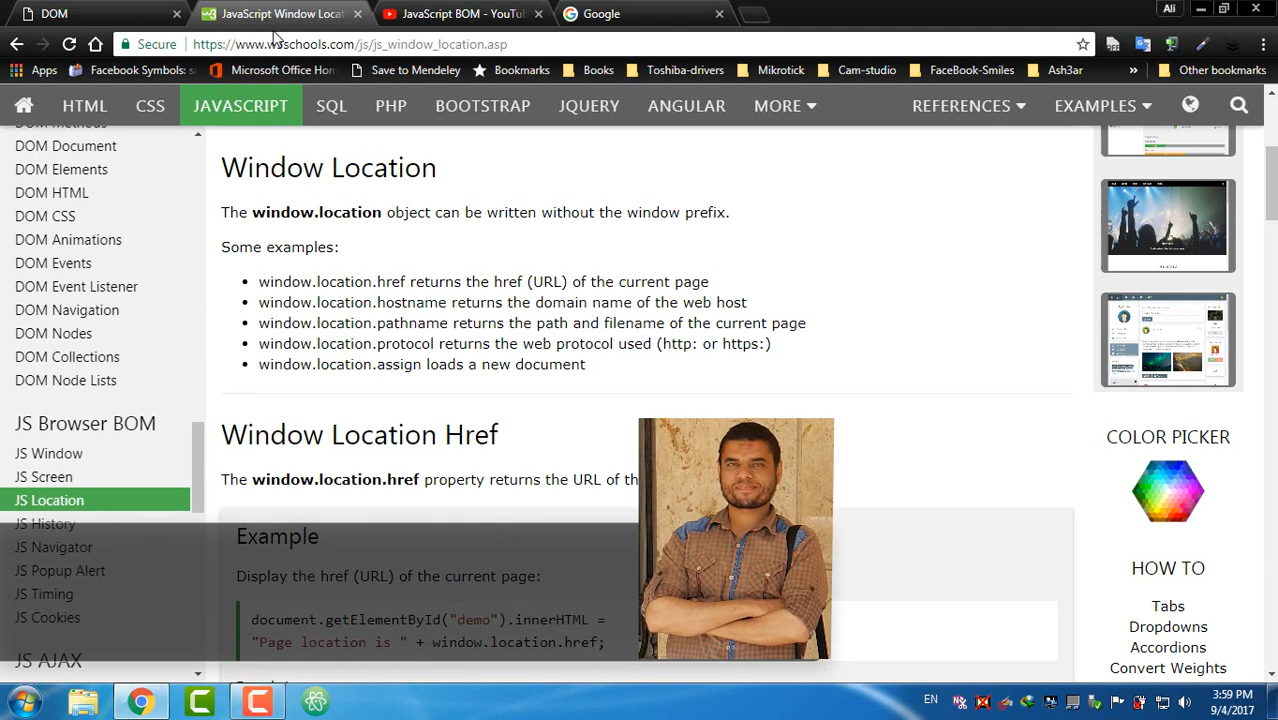 DOM
JavaScript Window Loca
JavaScript BOM - YouTu
Google
Ali
Secure
https://www.w3schools.com/js/js_window_location.asp
Apps
Facebook Symbols: s
Microsoft Office Hom
Save to Mendeley
Bookmarks
Books
Toshiba-drivers
Mikrotick
Cam-studio
FaceBook-Smiles
Ash3ar
»
Other bookmarks
HTML
CSS
JAVASCRIPT
SQL
PHP
BOOTSTRAP
JQUERY
ANGULAR
MORE
REFERENCES
EXAMPLES
DOM Methods
DOM Document
DOM Elements
DOM HTML
DOM CSS
DOM Animations
DOM Events
DOM Event Listener
DOM Navigation
DOM Nodes
DOM Collections
DOM Node Lists
JS Browser BOM
JS Window
JS Screen
JS Location
JS History
JS Navigator
JS Popup Alert
JS Timing
JS Cookies
JS AJAX
Window Location
The window.location object can be written without the window prefix.
Some examples:
• window.location.href returns the href (URL) of the current page
• window.location.hostname returns the domain name of the web host
• window.location.pathname returns the path and filename of the current page
• window.location.protocol returns the web protocol used (http: or https:)
• window.location.assign loads a new document
Window Location Href
The window.location.href property returns the URL of th
Example
Display the href (URL) of the current page:
document.getElementById("demo").innerHTML =
"Page location is " + window.location.href;
COLOR PICKER
HOW TO
Tabs
Dropdowns
Accordions
Convert Weights
EN
3:59 PM
9/4/2017